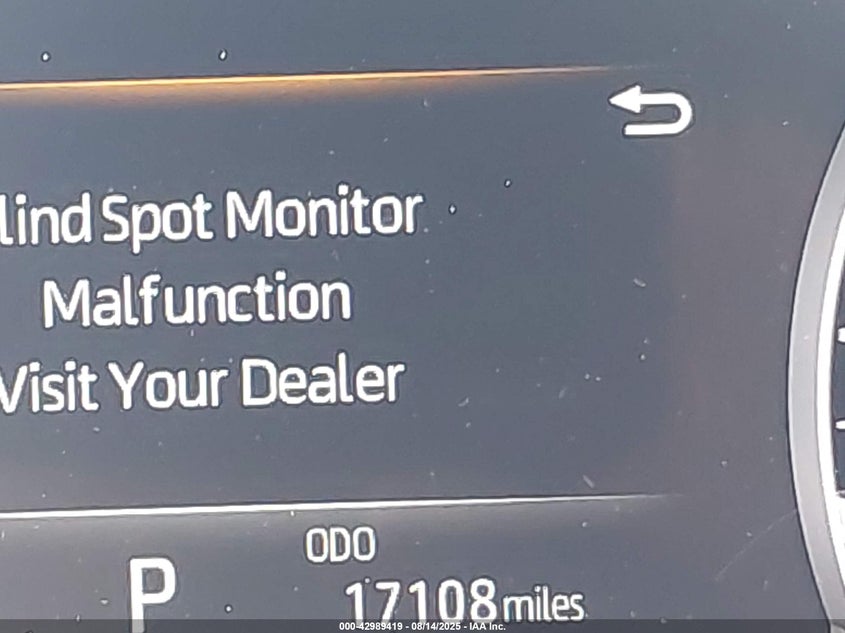 lind Spot Monitor
Malfunction
Visit Your Dealer
ODO
P
17108 miles
000-42989419 - 08/14/2025 - IAA Inc.